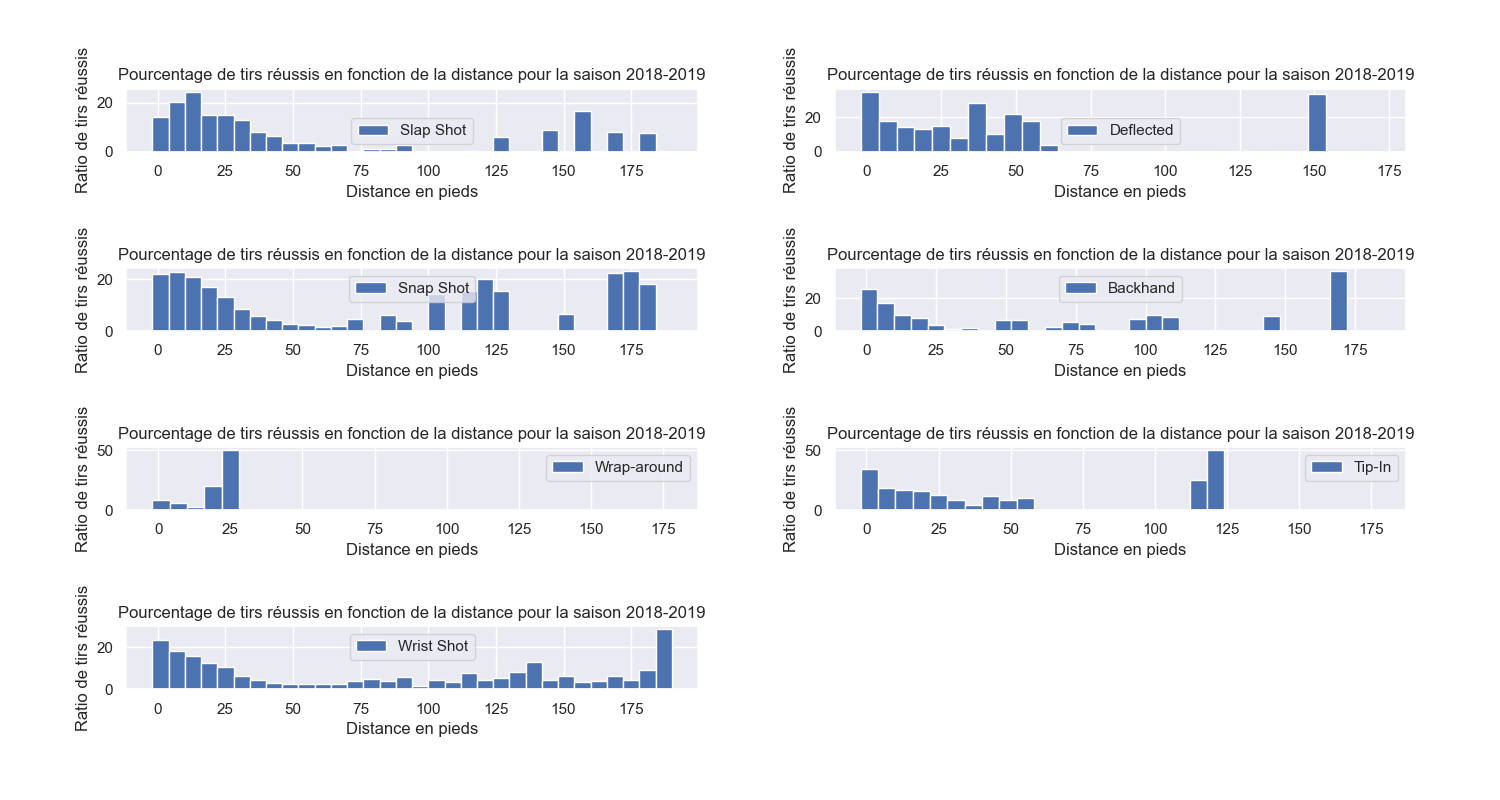 Pourcentage de tirs réussis en fonction de la distance pour la saison 2018-2019
Ratio de tirs réussis
20
0
Slap Shot
0 25 50 75 100 125 150 175
Distance en pieds
Pourcentage de tirs réussis en fonction de la distance pour la saison 2018-2019
Ratio de tirs réussis
20
0
Deflected
0 25 50 75 100 125 150 175
Distance en pieds
Pourcentage de tirs réussis en fonction de la distance pour la saison 2018-2019
Ratio de tirs réussis
20
0
Snap Shot
0 25 50 75 100 125 150 175
Distance en pieds
Pourcentage de tirs réussis en fonction de la distance pour la saison 2018-2019
Ratio de tirs réussis
20
0
Backhand
0 25 50 75 100 125 150 175
Distance en pieds
Pourcentage de tirs réussis en fonction de la distance pour la saison 2018-2019
Ratio de tirs réussis
50
0
Wrap-around
0 25 50 75 100 125 150 175
Distance en pieds
Pourcentage de tirs réussis en fonction de la distance pour la saison 2018-2019
Ratio de tirs réussis
50
0
Tip-In
0 25 50 75 100 125 150 175
Distance en pieds
Pourcentage de tirs réussis en fonction de la distance pour la saison 2018-2019
Ratio de tirs réussis
20
0
Wrist Shot
0 25 50 75 100 125 150 175
Distance en pieds